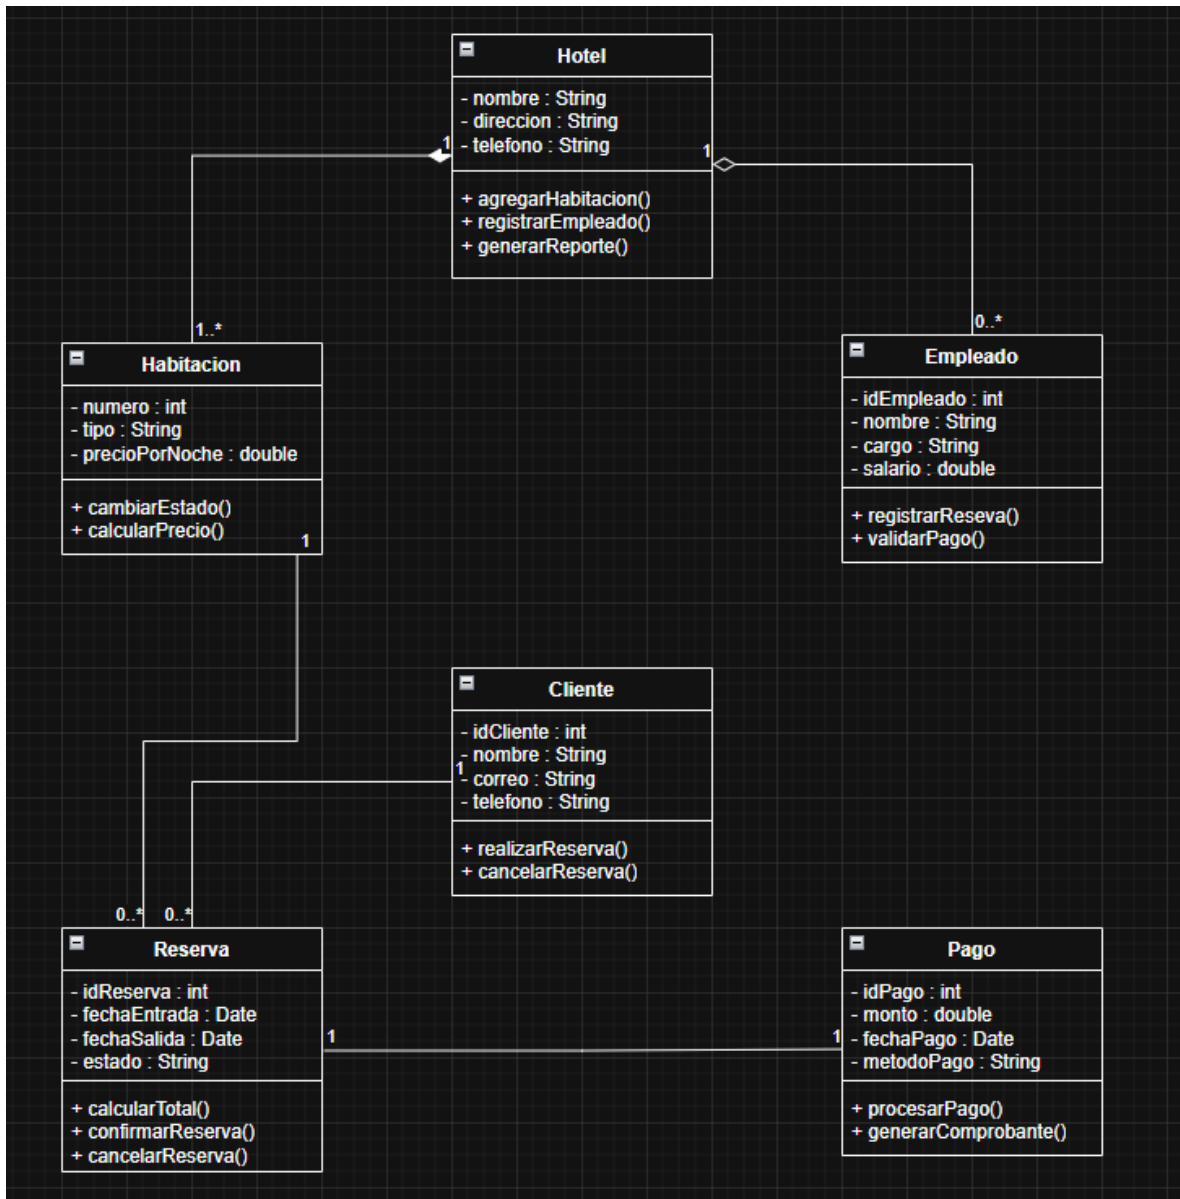 Hotel
- nombre : String
- direccion : String
- telefono : String
+ agregarHabitacion()
+ registrarEmpleado()
+ generarReporte()
1
1
1..*
0..*
Habitacion
- numero : int
- tipo : String
- precioPorNoche : double
+ cambiarEstado()
+ calcularPrecio()
1
Empleado
- idEmpleado : int
- nombre : String
- cargo : String
- salario : double
+ registrarReseva()
+ validarPago()
Cliente
- idCliente : int
- nombre : String
- correo : String
- telefono : String
+ realizarReserva()
+ cancelarReserva()
1
0..*
0..*
Reserva
- idReserva : int
- fechaEntrada : Date
- fechaSalida : Date
- estado : String
+ calcularTotal()
+ confirmarReserva()
+ cancelarReserva()
1
1
Pago
- idPago : int
- monto : double
- fechaPago : Date
- metodoPago : String
+ procesarPago()
+ generarComprobante()